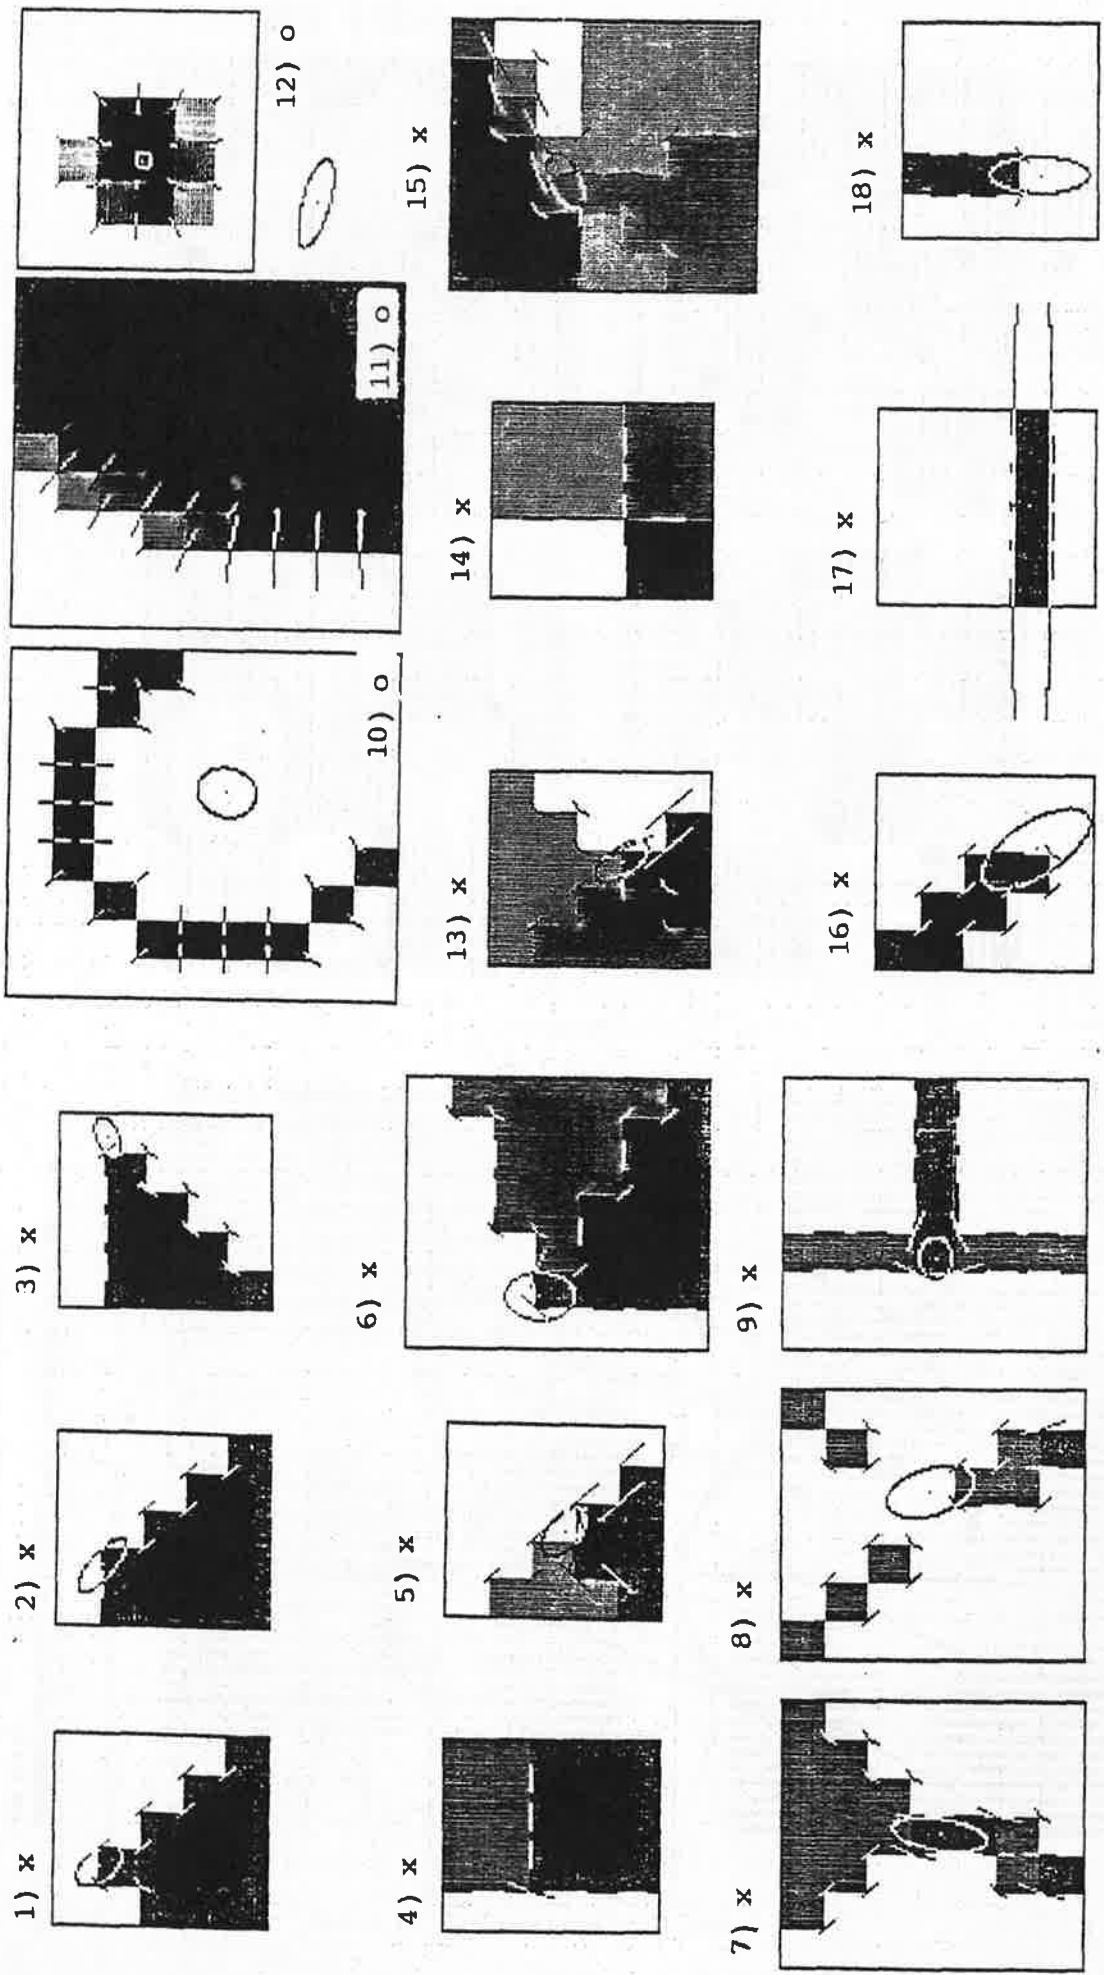 1) x
2) x
3) x
4) x
5) x
6) x
7) x
8) x
9) x
10) o
11) o
12) o
13) x
14) x
15) x
16) x
17) x
18) x